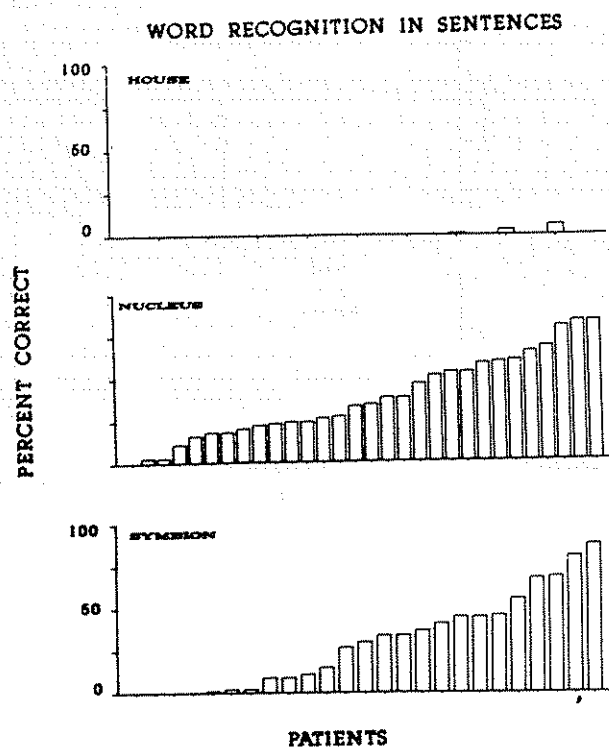 WORD RECOGNITION IN SENTENCES
100
HOUSE
50
0
PERCENT CORRECT
NUCLEUS
100
SYMBION
50
0
PATIENTS